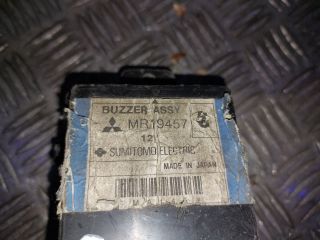 BUZZER ASSY
MR19457
12
SUMITOMO ELECTRIC
MADE IN JAPAN